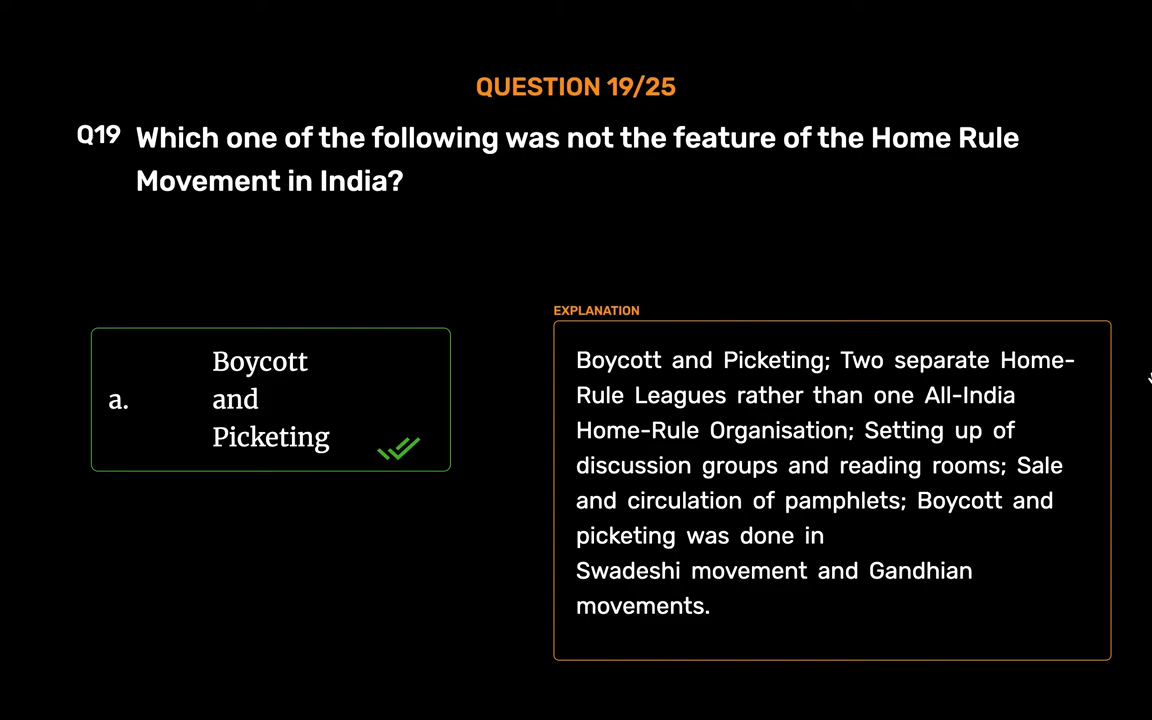 QUESTION 19/25
Q19 Which one of the following was not the feature of the Home Rule
Movement in India?
a. Boycott
and
Picketing
EXPLANATION
Boycott and Picketing; Two separate Home-
Rule Leagues rather than one All-India
Home-Rule Organisation; Setting up of
discussion groups and reading rooms; Sale
and circulation of pamphlets; Boycott and
picketing was done in
Swadeshi movement and Gandhian
movements.